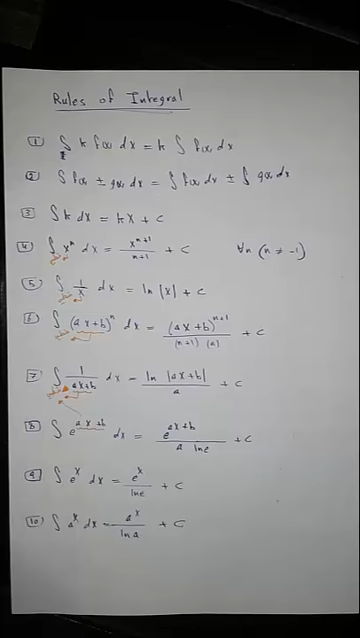 Rules of Integral
1 ∫ k f(x) dx = k ∫ f(x) dx
2 ∫ f(x) ± g(x) dx = ∫ f(x) dx ± ∫ g(x) dx
3 ∫ k dx = kx + c
4 ∫ xⁿ dx = xⁿ⁺¹/n+1 + c ∀n (n ≠ -1)
5 ∫ 1/x dx = ln |x| + c
6 ∫ (ax+b)ⁿ dx = (ax+b)ⁿ⁺¹/(n+1)(a) + c
7 ∫ 1/ax+b dx = ln |ax+b|/a + c
8 ∫ e^ax+b dx = e^ax+b/a lne + c
9 ∫ eˣ dx = eˣ/lne + c
10 ∫ aˣ dx = aˣ/ln a + c